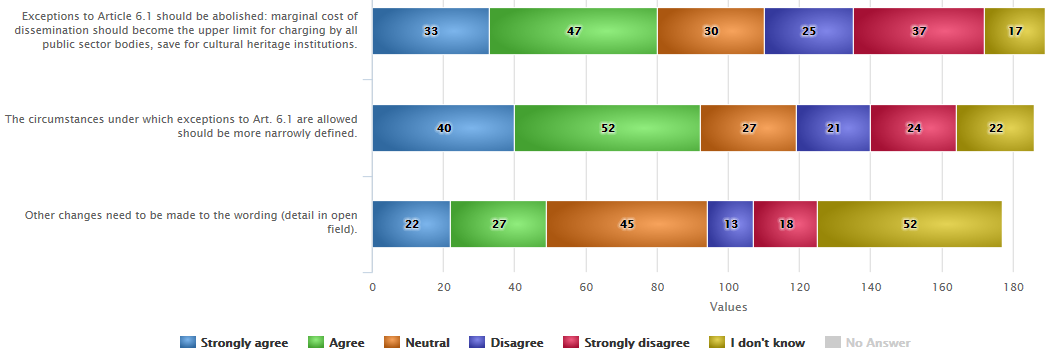 Exceptions to Article 6.1 should be abolished: marginal cost of
dissemination should become the upper limit for charging by all
public sector bodies, save for cultural heritage institutions.
33 47 30 25 37 17
The circumstances under which exceptions to Art. 6.1 are allowed
should be more narrowly defined.
40 52 27 21 24 22
Other changes need to be made to the wording (detail in open
field).
22 27 45 13 18 52
0 20 40 60 80 100 120 140 160 180
Values
Strongly agree Agree Neutral Disagree Strongly disagree I don't know No Answer